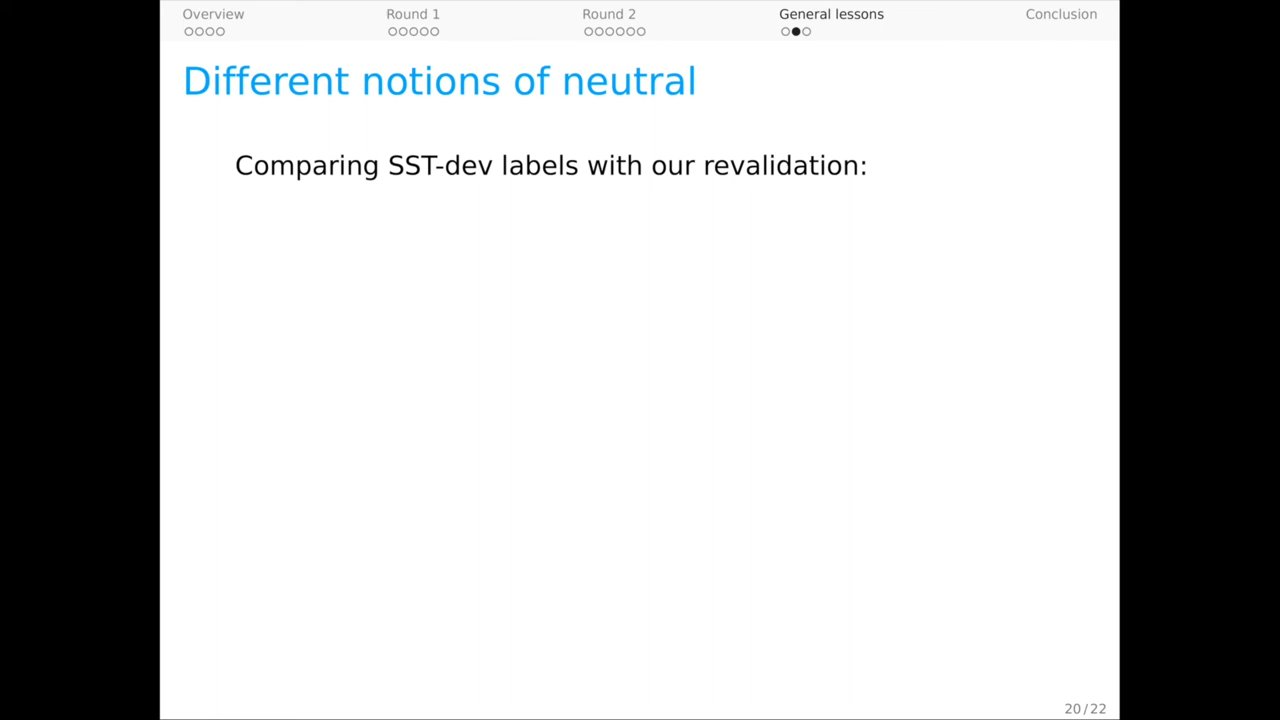 Overview Round 1 Round 2 General lessons Conclusion
Different notions of neutral
Comparing SST-dev labels with our revalidation:
20 / 22